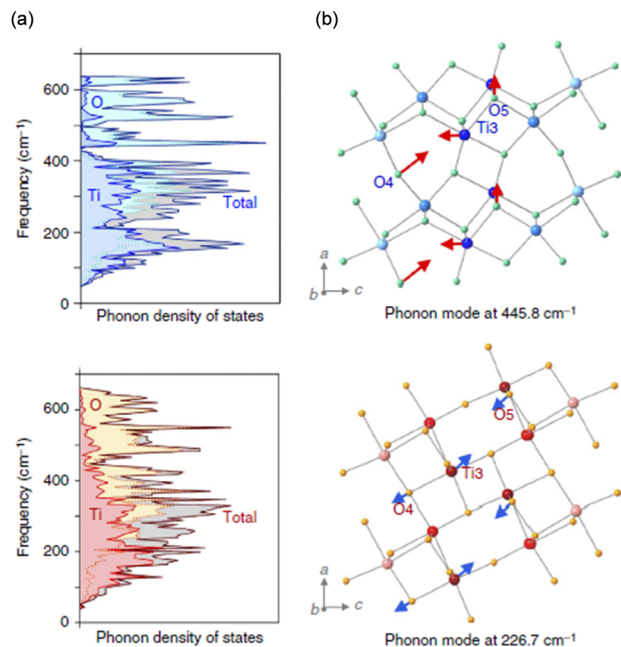 (a)
(b)
600
400
200
0
Frequency (cm⁻¹)
O
Ti
Total
Phonon density of states
O5
Ti3
O4
a
b
c
Phonon mode at 445.8 cm⁻¹
600
400
200
0
Frequency (cm⁻¹)
O
Ti
Total
Phonon density of states
O5
Ti3
O4
a
b
c
Phonon mode at 226.7 cm⁻¹